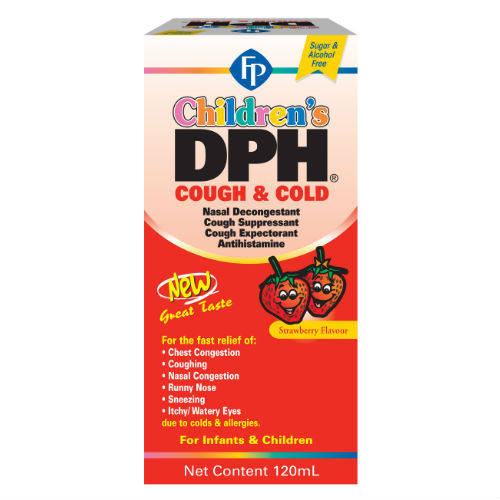 Sugar &
Alcohol
Free
FP
Children's
DPH®
COUGH & COLD
Nasal Decongestant
Cough Suppressant
Cough Expectorant
Antihistamine
New
Great Taste
Strawberry Flavour
For the fast relief of:
• Chest Congestion
• Coughing
• Nasal Congestion
• Runny Nose
• Sneezing
• Itchy/Watery Eyes
due to colds & allergies.
For Infants & Children
Net Content 120mL